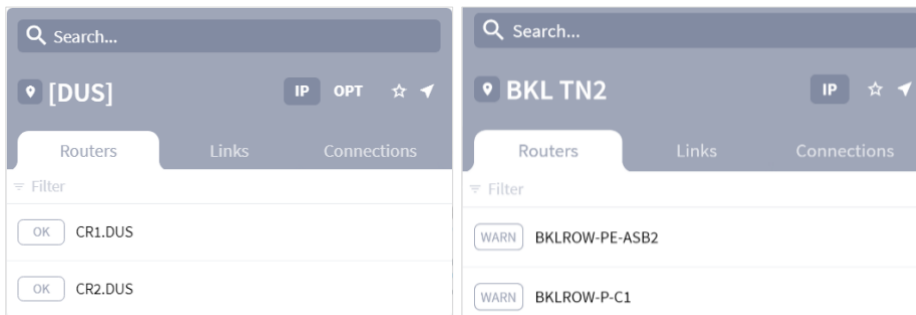 Search...
[DUS] IP OPT
Routers Links Connections
Filter
OK CR1.DUS
OK CR2.DUS
Search...
BKL TN2 IP
Routers Links Connections
Filter
WARN BKLROW-PE-ASB2
WARN BKLROW-P-C1